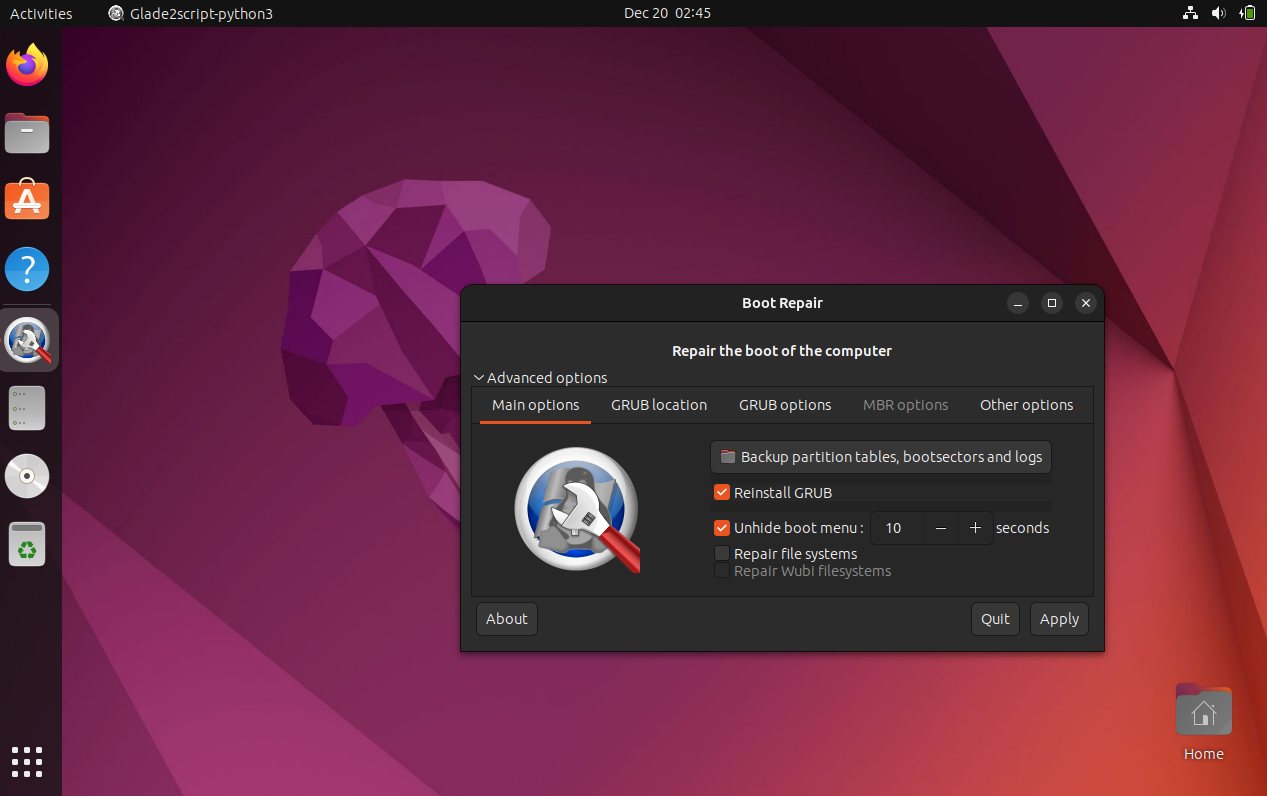 Activities Glade2script-python3 Dec 20 02:45
Boot Repair
Repair the boot of the computer
Advanced options
Main options GRUB location GRUB options MBR options Other options
Backup partition tables, bootsectors and logs
Reinstall GRUB
Unhide boot menu : 10 − + seconds
Repair file systems
Repair Wubi filesystems
About Quit Apply
Home